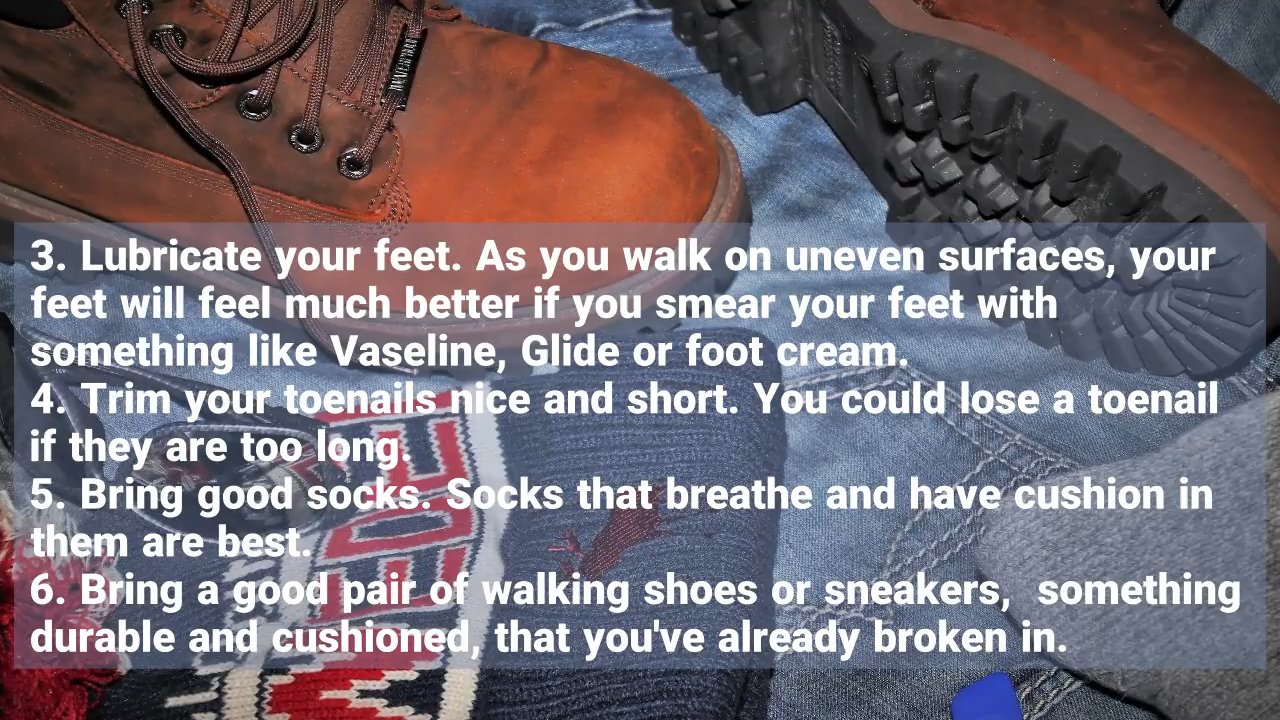 3. Lubricate your feet. As you walk on uneven surfaces, your
feet will feel much better if you smear your feet with
something like Vaseline, Glide or foot cream.
4. Trim your toenails nice and short. You could lose a toenail
if they are too long.
5. Bring good socks. Socks that breathe and have cushion in
them are best.
6. Bring a good pair of walking shoes or sneakers,  something
durable and cushioned, that you've already broken in.